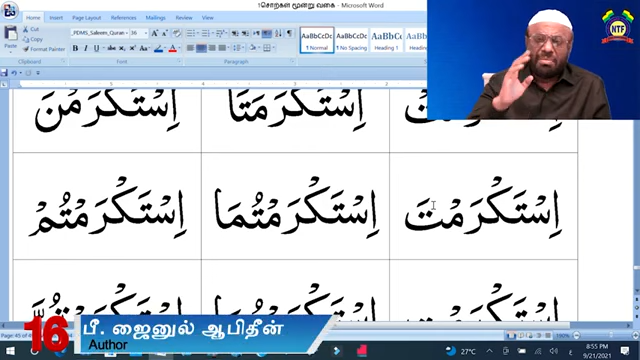 1சொற்கள் மூன்று வகை - Microsoft Word
Home Insert Page Layout References Mailings Review View
Cut
Copy
Format Painter
Paste
Clipboard
_PDMS_Saleem_Quran 36
Font
Paragraph
AaBbCcDc AaBbCcDc AaBbC AaBbCc
¶ Normal ¶ No Spacing Heading 1
NTF
اِسْتَكْرَمَتَا اِسْتَكْرَمْنَ
اِسْتَكْرَمْتَ اِسْتَكْرَمْتُمَا اِسْتَكْرَمْتُمْ
16 பீ. ஜைனுல் ஆபிதீன்
Author
27°C
8:55 PM
9/21/2021
150%